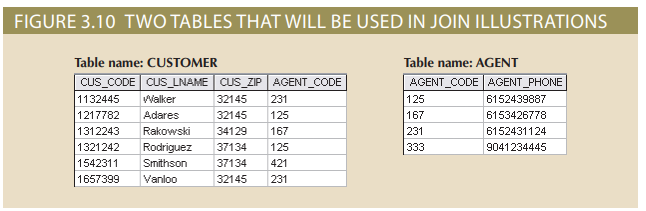 FIGURE 3.10 TWO TABLES THAT WILL BE USED IN JOIN ILLUSTRATIONS
Table name: CUSTOMER
CUS_CODE CUS_LNAME CUS_ZIP AGENT_CODE
1132445 Walker 32145 231
1217782 Adares 32145 125
1312243 Rakowski 34129 167
1321242 Rodriguez 37134 125
1542311 Smithson 37134 421
1657399 Vanloo 32145 231
Table name: AGENT
AGENT_CODE AGENT_PHONE
125 6152439887
167 6153426778
231 6152431124
333 9041234445